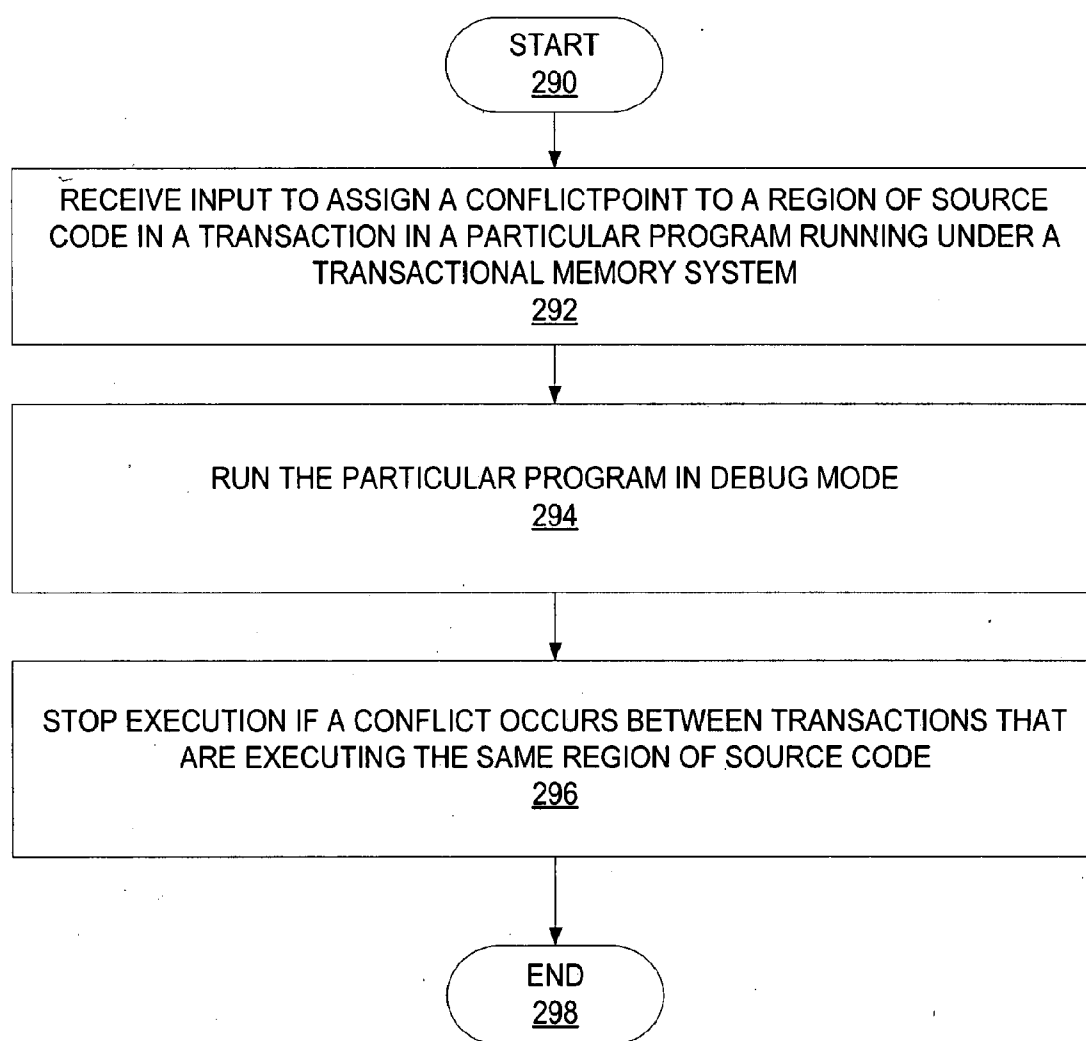 START
290
RECEIVE INPUT TO ASSIGN A CONFLICTPOINT TO A REGION OF SOURCE
CODE IN A TRANSACTION IN A PARTICULAR PROGRAM RUNNING UNDER A
TRANSACTIONAL MEMORY SYSTEM
292
RUN THE PARTICULAR PROGRAM IN DEBUG MODE
294
STOP EXECUTION IF A CONFLICT OCCURS BETWEEN TRANSACTIONS THAT
ARE EXECUTING THE SAME REGION OF SOURCE CODE
296
END
298